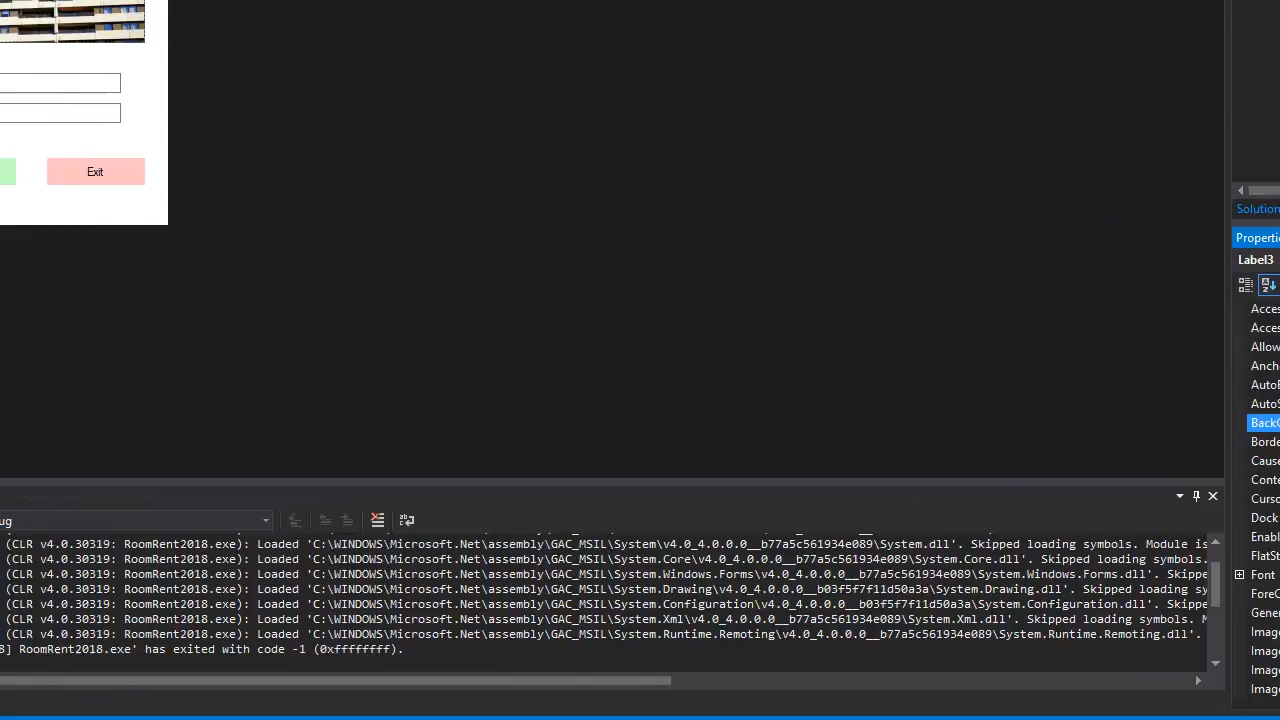 Exit
Solution
Properti
Label3
Acces
Acces
Allow
Ancho
AutoE
AutoS
BackC
Borde
Cause
Conte
Curso
Dock
Enabl
FlatSt
Font
ForeC
Gener
Image
Image
Image
Imag
ug
(CLR v4.0.30319: RoomRent2018.exe): Loaded 'C:\WINDOWS\Microsoft.Net\assembly\GAC_MSIL\System\v4.0_4.0.0.0__b77a5c561934e089\System.dll'. Skipped loading symbols. Module is
(CLR v4.0.30319: RoomRent2018.exe): Loaded 'C:\WINDOWS\Microsoft.Net\assembly\GAC_MSIL\System.Core\v4.0_4.0.0.0__b77a5c561934e089\System.Core.dll'. Skipped loading symbols.
(CLR v4.0.30319: RoomRent2018.exe): Loaded 'C:\WINDOWS\Microsoft.Net\assembly\GAC_MSIL\System.Windows.Forms\v4.0_4.0.0.0__b77a5c561934e089\System.Windows.Forms.dll'. Skippe
(CLR v4.0.30319: RoomRent2018.exe): Loaded 'C:\WINDOWS\Microsoft.Net\assembly\GAC_MSIL\System.Drawing\v4.0_4.0.0.0__b03f5f7f11d50a3a\System.Drawing.dll'. Skipped loading sy
(CLR v4.0.30319: RoomRent2018.exe): Loaded 'C:\WINDOWS\Microsoft.Net\assembly\GAC_MSIL\System.Configuration\v4.0_4.0.0.0__b03f5f7f11d50a3a\System.Configuration.dll'. Skippe
(CLR v4.0.30319: RoomRent2018.exe): Loaded 'C:\WINDOWS\Microsoft.Net\assembly\GAC_MSIL\System.Xml\v4.0_4.0.0.0__b77a5c561934e089\System.Xml.dll'. Skipped loading symbols. M
(CLR v4.0.30319: RoomRent2018.exe): Loaded 'C:\WINDOWS\Microsoft.Net\assembly\GAC_MSIL\System.Runtime.Remoting\v4.0_4.0.0.0__b77a5c561934e089\System.Runtime.Remoting.dll'.
8] RoomRent2018.exe' has exited with code -1 (0xffffffff).